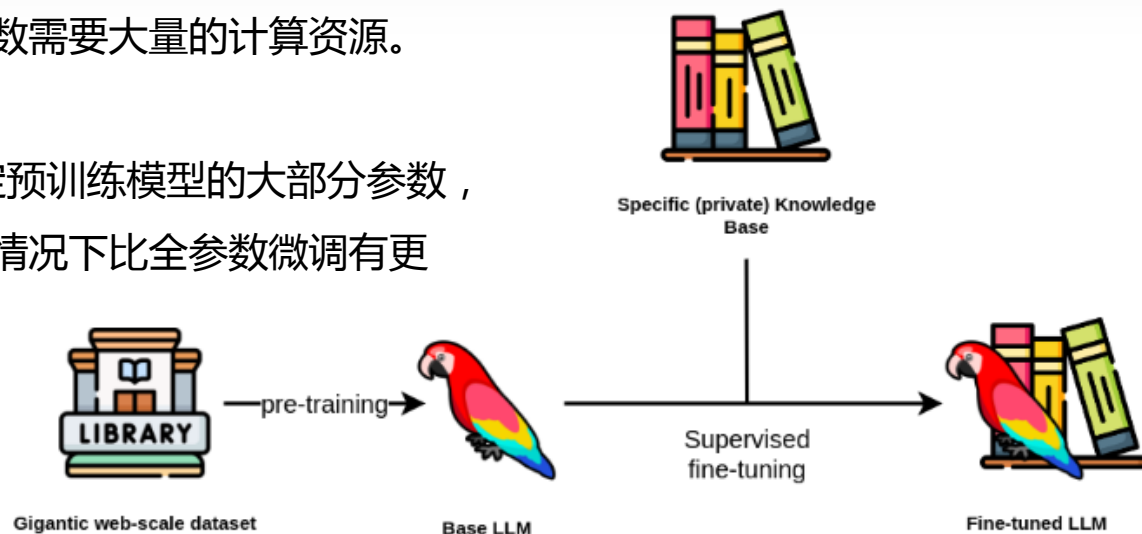 数需要大量的计算资源。
定预训练模型的大部分参数，
情况下比全参数微调有更
Specific (private) Knowledge
Base
LIBRARY
pre-training
Supervised
fine-tuning
Gigantic web-scale dataset
Base LLM
Fine-tuned LLM